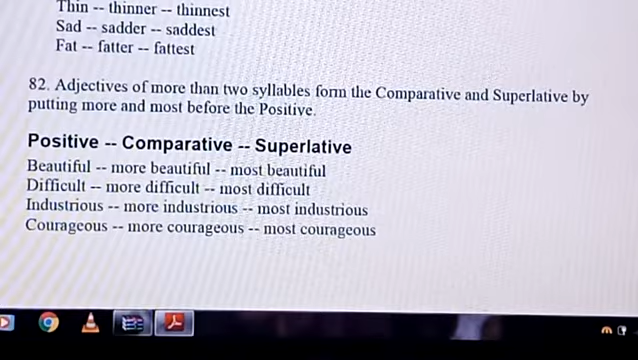 Thin -- thinner -- thinnest
Sad -- sadder -- saddest
Fat -- fatter -- fattest
82. Adjectives of more than two syllables form the Comparative and Superlative by
putting more and most before the Positive.
Positive -- Comparative -- Superlative
Beautiful -- more beautiful -- most beautiful
Difficult -- more difficult -- most difficult
Industrious -- more industrious -- most industrious
Courageous -- more courageous -- most courageous